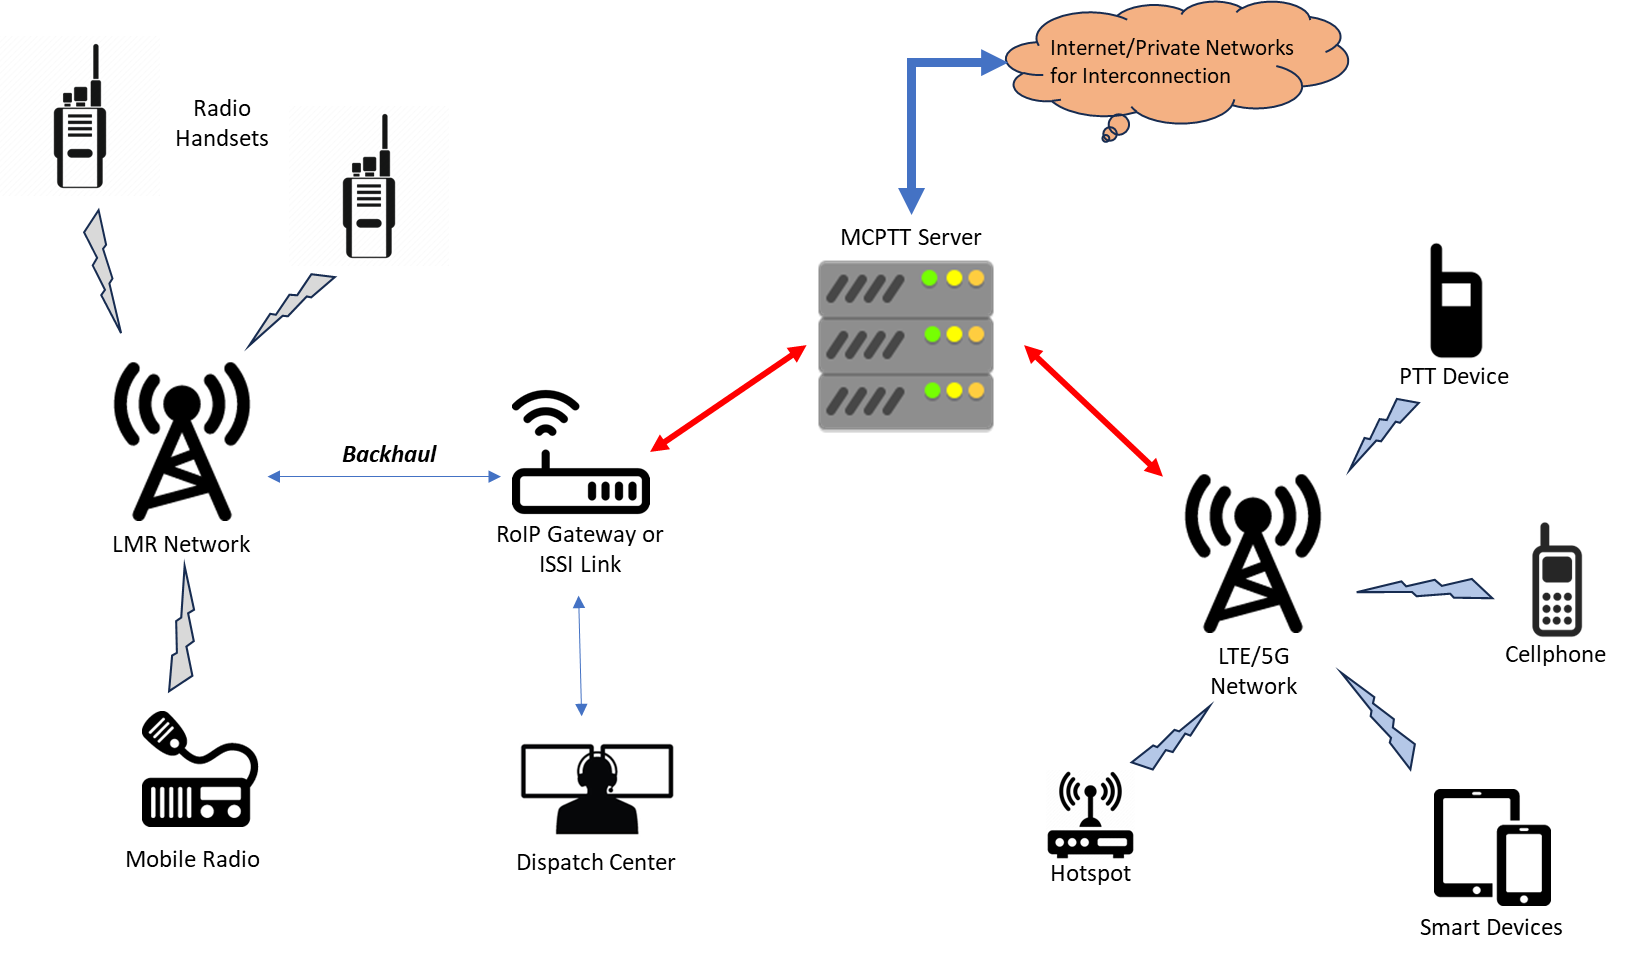 Internet/Private Networks
for Interconnection
Radio
Handsets
MCPTT Server
PTT Device
Backhaul
LMR Network
RoIP Gateway or
ISSI Link
LTE/5G
Network
Cellphone
Mobile Radio
Dispatch Center
Hotspot
Smart Devices